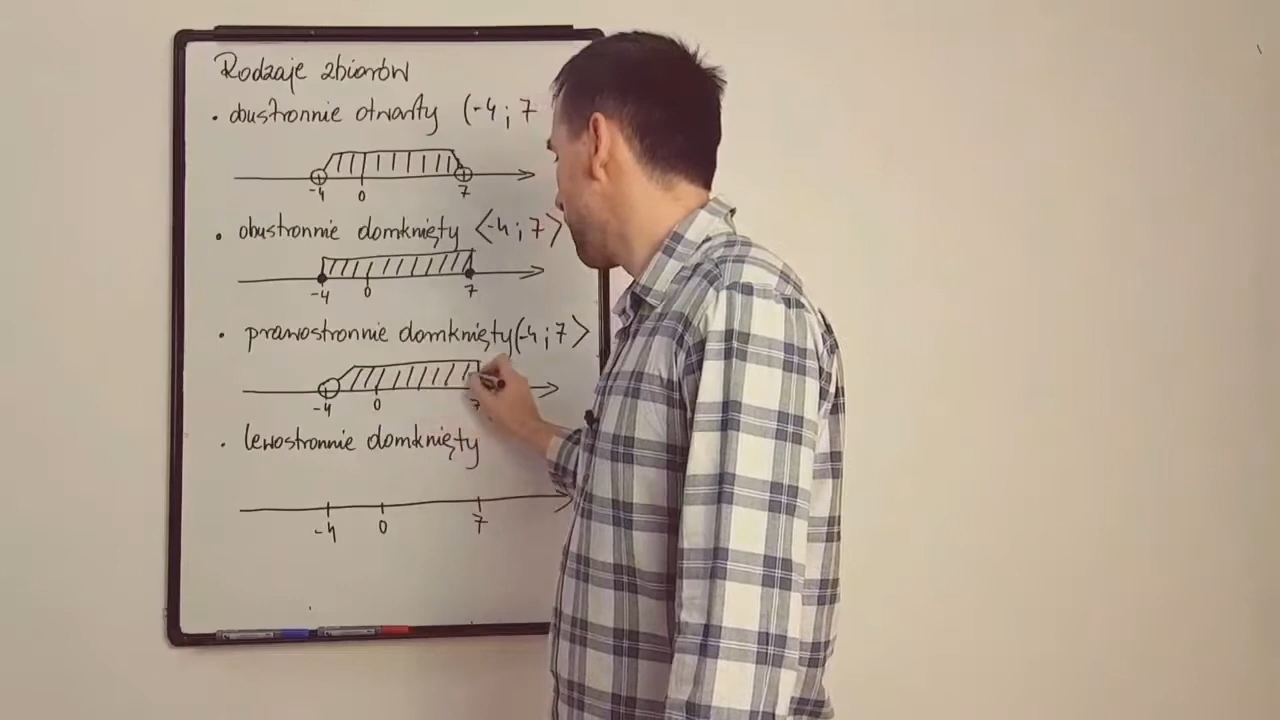 Rodzaje zbiorów
• obustronnie otwarty (-4 ; 7
-4 0 7
• obustronnie domknięty <-4 ; 7>
-4 0 7
• prawostronnie domknięty (-4 ; 7>
-4 0 7
• lewostronnie domknięty
-4 0 7